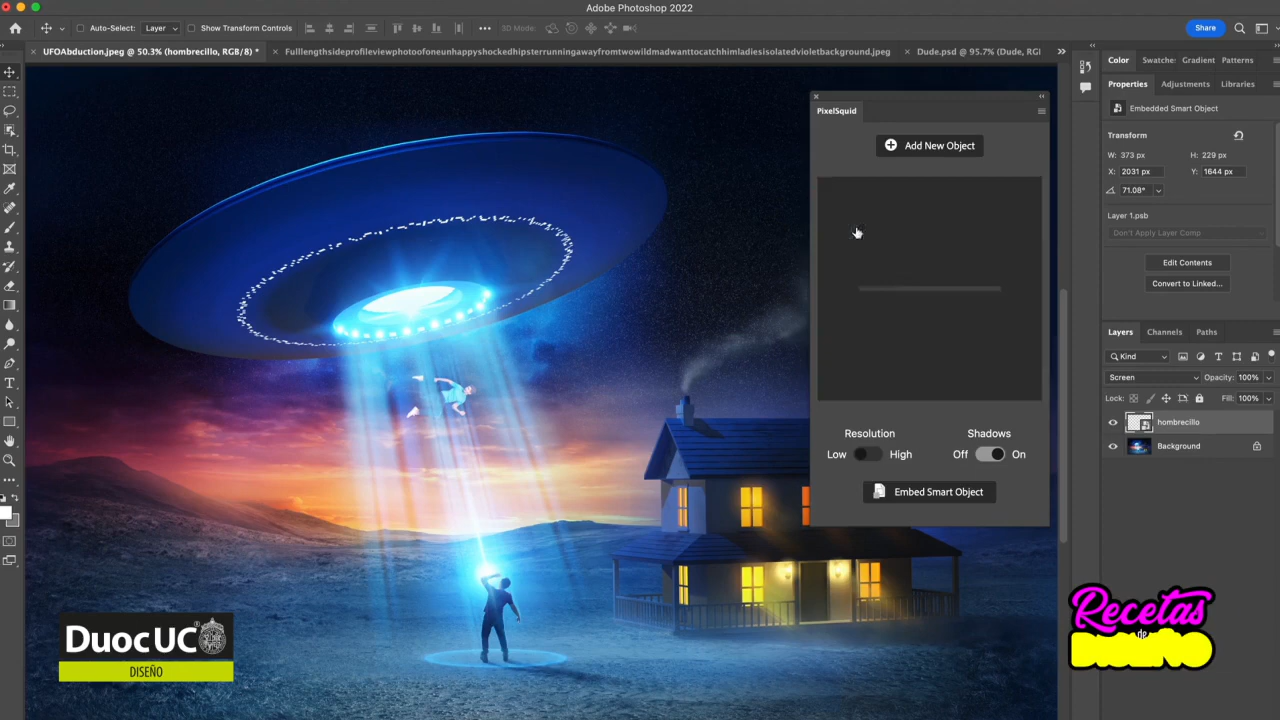 Adobe Photoshop 2022
Auto-Select: Layer Show Transform Controls 3D Mode: Share
UFOAbduction.jpeg @ 50.3% (hombrecillo, RGB/8) * Fulllengthsideprofileviewphotoofoneunhappyshockedhipsterrunningawayfromtwowildmadwanttocatchhimladiesisolatedvioletbackground.jpeg Dude.psd @ 95.7% (Dude, RGI
Color Swatche: Gradient Patterns
Properties Adjustments Libraries
Embedded Smart Object
Transform
W: 373 px H: 229 px
X: 2031 px Y: 1644 px
71.08°
Layer 1.psb
Don't Apply Layer Comp
Edit Contents
Convert to Linked...
Layers Channels Paths
Kind
Screen Opacity: 100%
Lock: Fill: 100%
hombrecillo
Background
PixelSquid
Add New Object
Resolution Shadows
Low High Off On
Embed Smart Object
Duoc UC®
DISEÑO
Recetas
de